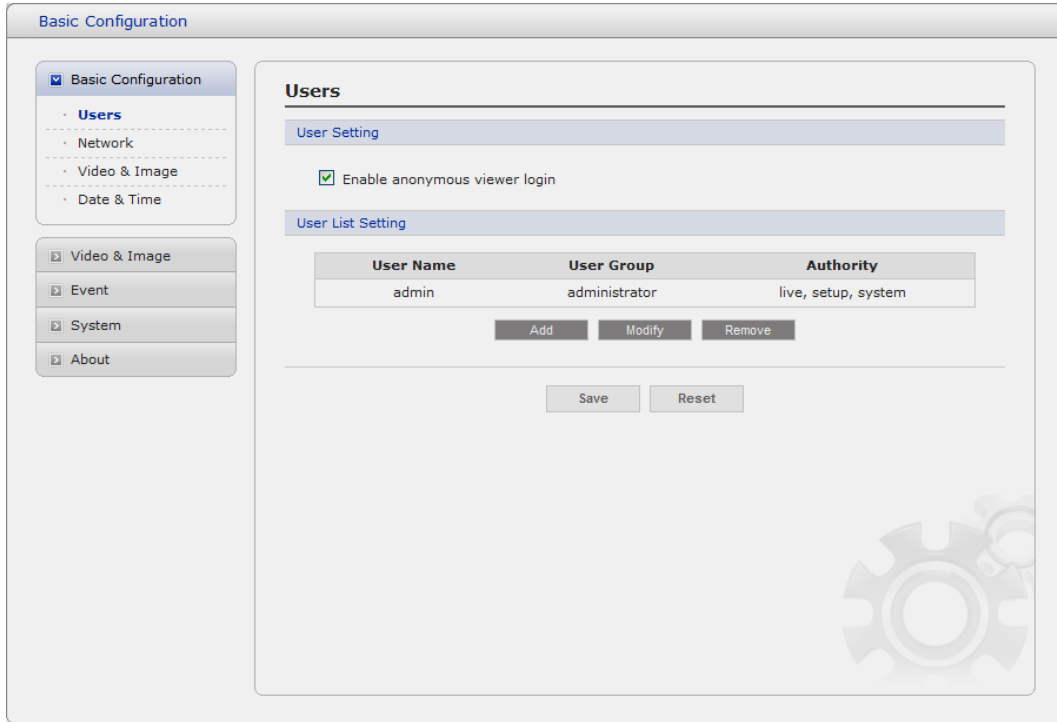 Basic Configuration
Basic Configuration
Users
Network
Video & Image
Date & Time
Video & Image
Event
System
About
Users
User Setting
Enable anonymous viewer login
User List Setting
User Name User Group Authority
admin administrator live, setup, system
Add Modify Remove
Save Reset